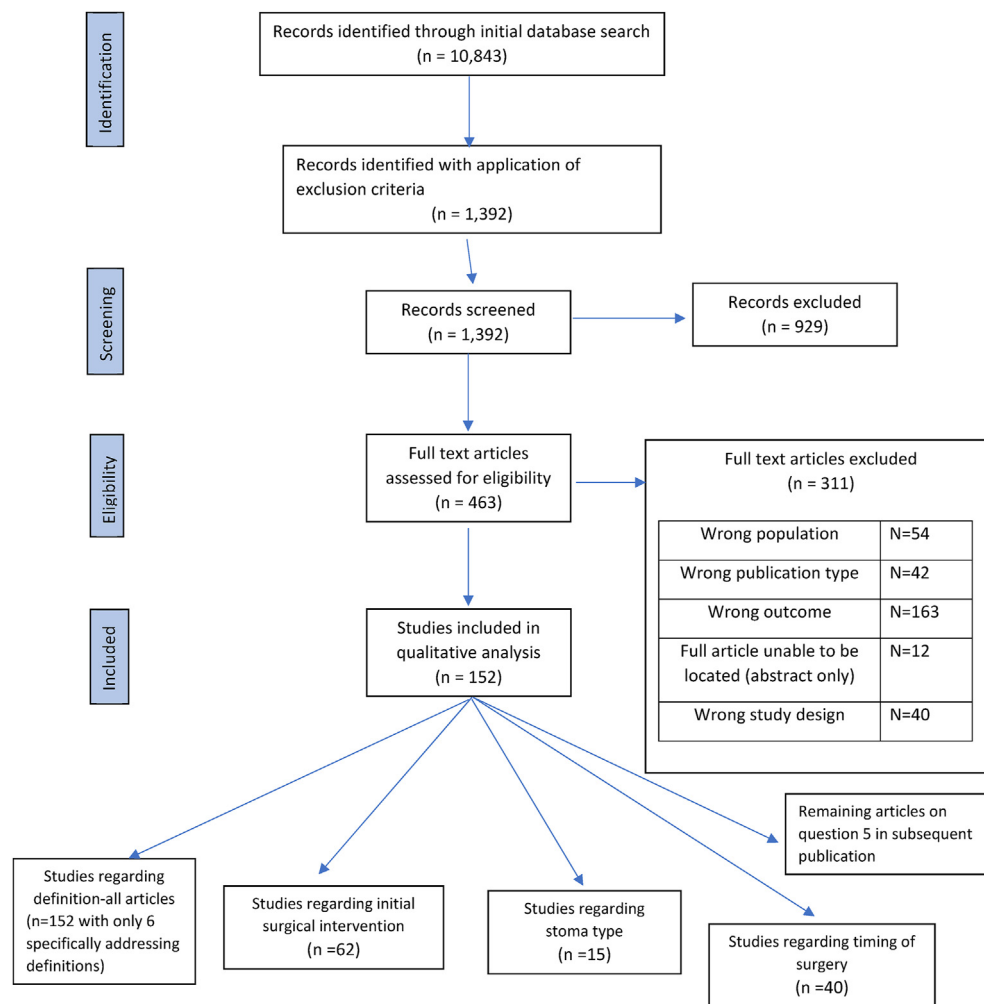 Identification
Records identified through initial database search
(n = 10,843)
Records identified with application of
exclusion criteria
(n = 1,392)
Screening
Records screened
(n = 1,392)
Records excluded
(n = 929)
Eligibility
Full text articles
assessed for eligibility
(n = 463)
Full text articles excluded
(n = 311)
Wrong population N=54
Wrong publication type N=42
Wrong outcome N=163
Full article unable to be N=12
located (abstract only)
Wrong study design N=40
Included
Studies included in
qualitative analysis
(n = 152)
Studies regarding
definition-all articles
(n=152 with only 6
specifically addressing
definitions)
Studies regarding initial
surgical intervention
(n =62)
Studies regarding
stoma type
(n =15)
Studies regarding timing of
surgery
(n =40)
Remaining articles on
question 5 in subsequent
publication